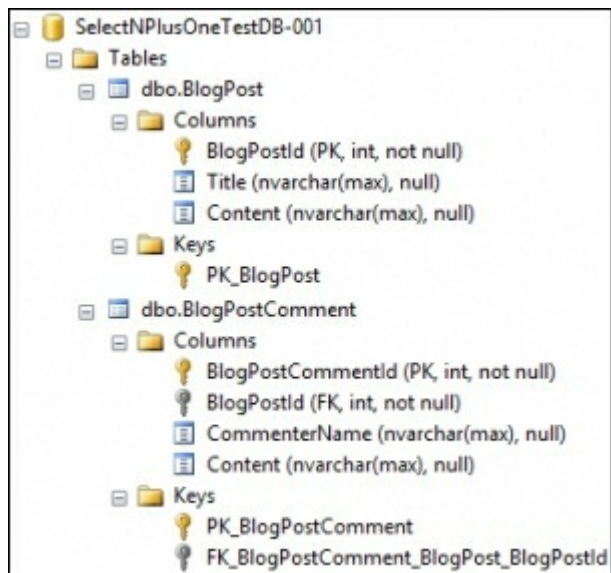 SelectNPlusOneTestDB-001
Tables
dbo.BlogPost
Columns
BlogPostId (PK, int, not null)
Title (nvarchar(max), null)
Content (nvarchar(max), null)
Keys
PK_BlogPost
dbo.BlogPostComment
Columns
BlogPostCommentId (PK, int, not null)
BlogPostId (FK, int, not null)
CommenterName (nvarchar(max), null)
Content (nvarchar(max), null)
Keys
PK_BlogPostComment
FK_BlogPostComment_BlogPost_BlogPostId